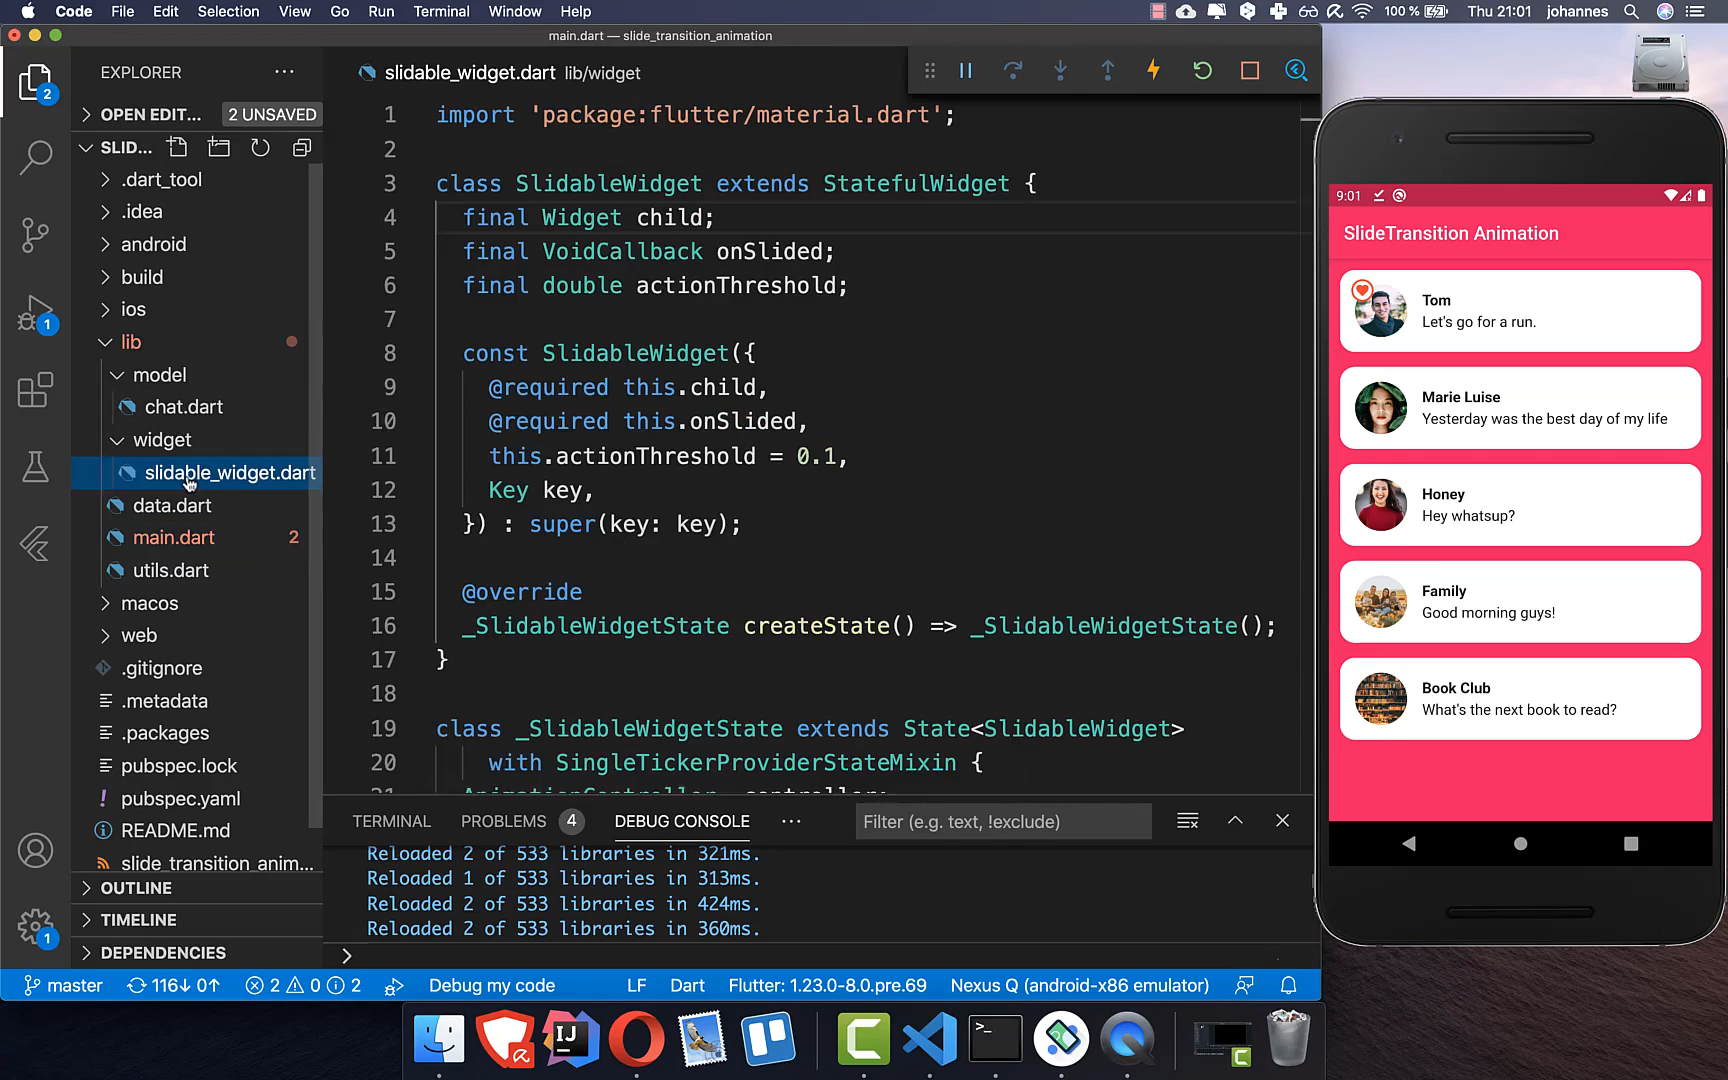 Code File Edit Selection View Go Run Terminal Window Help 100 % Thu 21:01 johannes
main.dart — slide_transition_animation
EXPLORER
2
OPEN EDIT... 2 UNSAVED
SLID...
.dart_tool
.idea
android
build
ios
lib
model
chat.dart
widget
slidable_widget.dart
data.dart
main.dart 2
utils.dart
macos
web
.gitignore
.metadata
.packages
pubspec.lock
pubspec.yaml
README.md
slide_transition_anim...
OUTLINE
TIMELINE
DEPENDENCIES
1
1
slidable_widget.dart lib/widget
1 import 'package:flutter/material.dart';
2
3 class SlidableWidget extends StatefulWidget {
4 final Widget child;
5 final VoidCallback onSlided;
6 final double actionThreshold;
7
8 const SlidableWidget({
9 @required this.child,
10 @required this.onSlided,
11 this.actionThreshold = 0.1,
12 Key key,
13 }) : super(key: key);
14
15 @override
16 _SlidableWidgetState createState() => _SlidableWidgetState();
17 }
18
19 class _SlidableWidgetState extends State<SlidableWidget>
20 with SingleTickerProviderStateMixin {
TERMINAL PROBLEMS 4 DEBUG CONSOLE ... Filter (e.g. text, !exclude)
Reloaded 2 of 533 libraries in 321ms.
Reloaded 1 of 533 libraries in 313ms.
Reloaded 2 of 533 libraries in 424ms.
Reloaded 2 of 533 libraries in 360ms.
master 116↓ 0↑ 2 0 2 Debug my code LF Dart Flutter: 1.23.0-8.0.pre.69 Nexus Q (android-x86 emulator)
9:01
SlideTransition Animation
Tom
Let's go for a run.
Marie Luise
Yesterday was the best day of my life
Honey
Hey whatsup?
Family
Good morning guys!
Book Club
What's the next book to read?
IJ